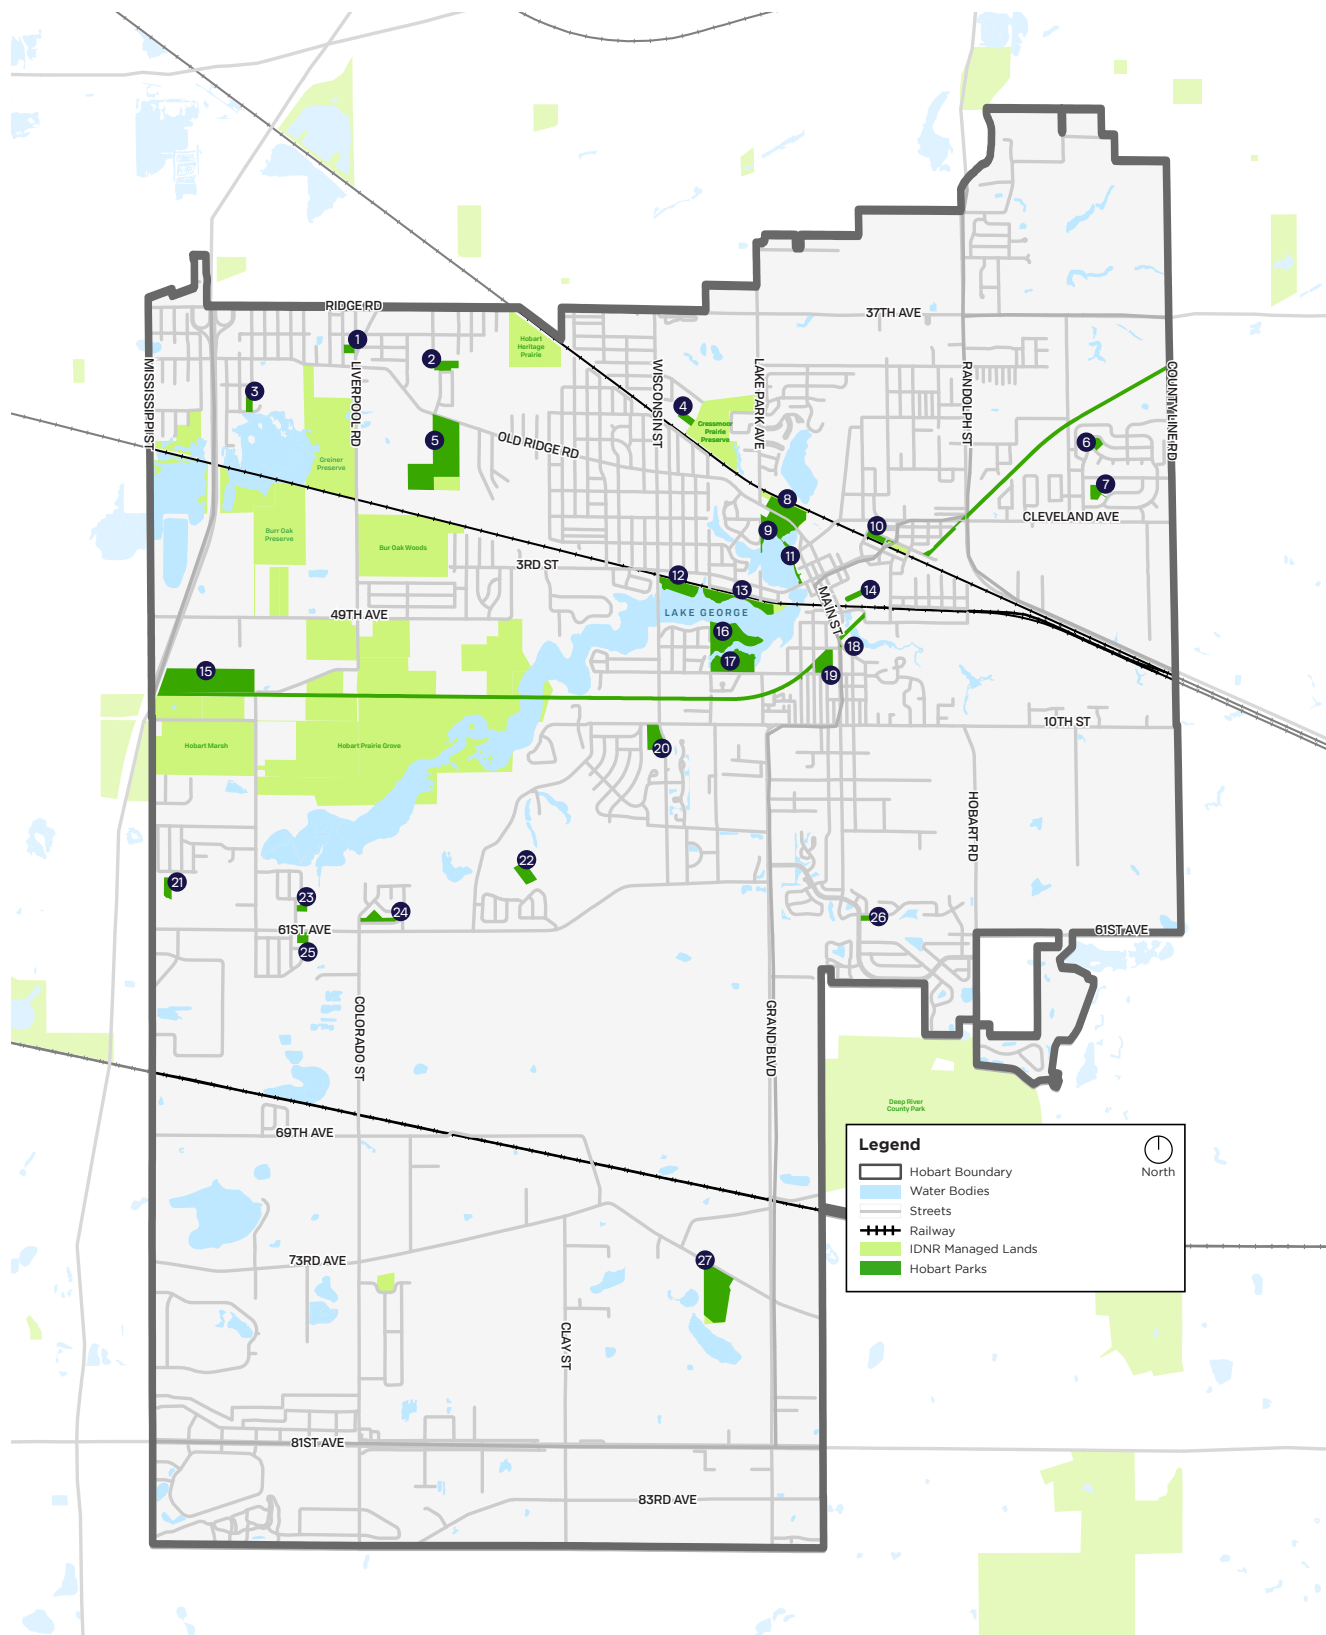 RIDGE RD
37TH AVE
1
2
Hobart
Heritage
Prairie
MISSISSIPPI ST
LIVERPOOL RD
WISCONSIN ST
LAKE PARK AVE
RANDOLPH ST
COUNTY LINE RD
3
4
Cressmoor
Prairie
Preserve
5
OLD RIDGE RD
6
Greiner
Preserve
7
8
CLEVELAND AVE
9
10
Burr Oak
Preserve
Bur Oak Woods
11
3RD ST
12
13
14
MAIN ST
49TH AVE
LAKE GEORGE
16
18
17
15
19
10TH ST
Hobart Marsh
Hobart Prairie Grove
20
HOBART RD
22
21
23
24
26
61ST AVE
61ST AVE
25
COLORADO ST
GRAND BLVD
Deep River
County Park
69TH AVE
Legend
North
Hobart Boundary
Water Bodies
Streets
Railway
IDNR Managed Lands
Hobart Parks
73RD AVE
27
CLAY ST
81ST AVE
83RD AVE